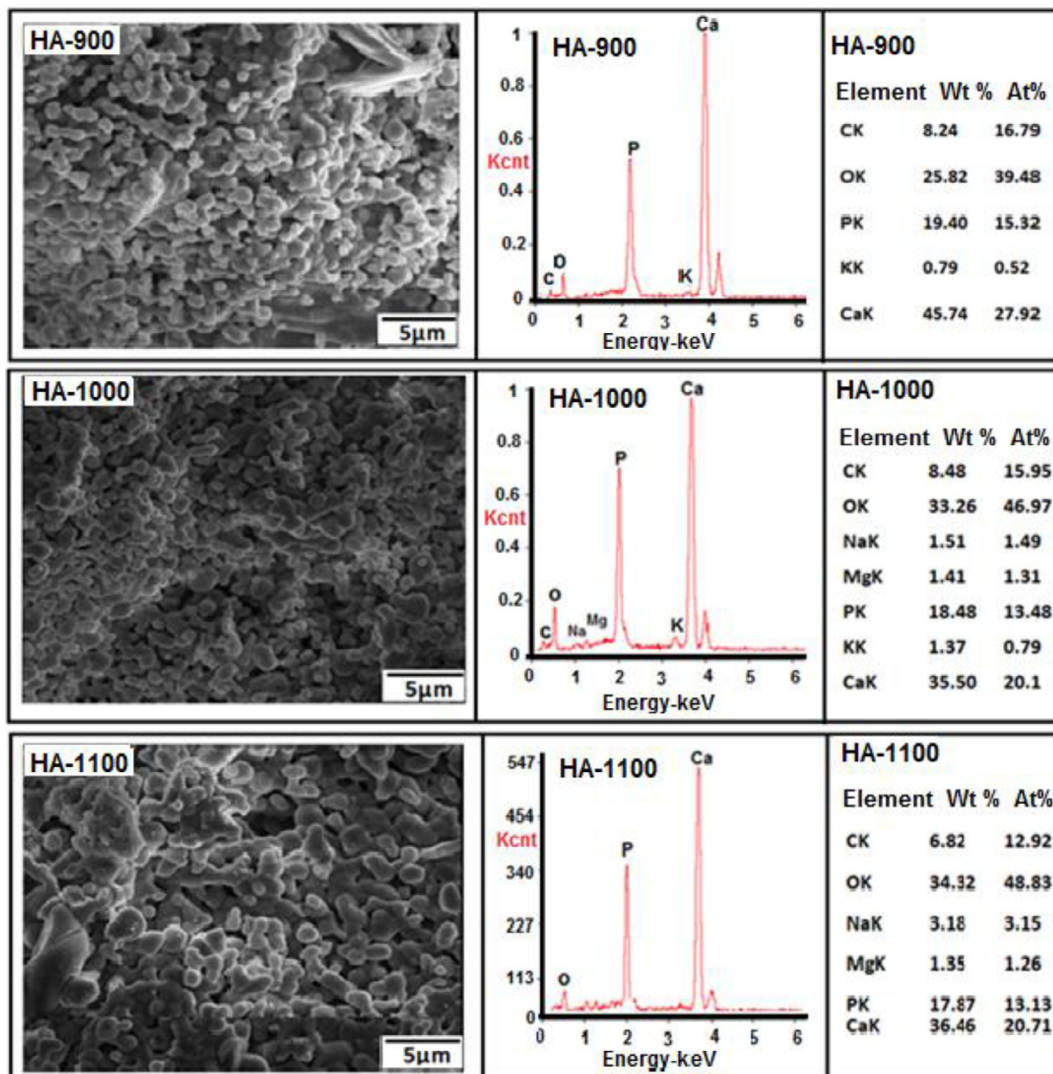 HA-900
5μm
HA-900
Ca
1
0.8
0.6
Kcnt
P
0.4
0.2
C
O
K
0
0 1 2 3 4 5 6
Energy-keV
HA-900
Element Wt % At%
CK 8.24 16.79
OK 25.82 39.48
PK 19.40 15.32
KK 0.79 0.52
CaK 45.74 27.92
HA-1000
5μm
HA-1000
Ca
1
0.8
P
0.6
Kcnt
0.4
0.2
O
C
Na
Mg
K
0
0 1 2 3 4 5 6
Energy-keV
HA-1000
Element Wt % At%
CK 8.48 15.95
OK 33.26 46.97
NaK 1.51 1.49
MgK 1.41 1.31
PK 18.48 13.48
KK 1.37 0.79
CaK 35.50 20.1
HA-1100
5μm
HA-1100
Ca
547
454
Kcnt
P
340
227
113
O
0
0 1 2 3 4 5 6
Energy-keV
HA-1100
Element Wt % At%
CK 6.82 12.92
OK 34.32 48.83
NaK 3.18 3.15
MgK 1.35 1.26
PK 17.87 13.13
CaK 36.46 20.71